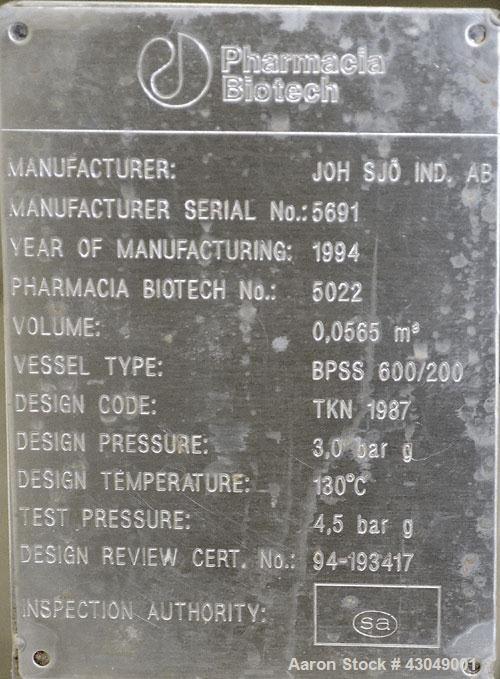 Pharmacia
Biotech
MANUFACTURER: JOH SJÖ IND. AB
MANUFACTURER SERIAL No.: 5691
YEAR OF MANUFACTURING: 1994
PHARMACIA BIOTECH No.: 5022
VOLUME: 0,0565 m³
VESSEL TYPE: BPSS 600/200
DESIGN CODE: TKN 1987
DESIGN PRESSURE: 3,0 bar g
DESIGN TEMPERATURE: 130°C
TEST PRESSURE: 4,5 bar g
DESIGN REVIEW CERT. No.: 94-193417
INSPECTION AUTHORITY: sa
Aaron Stock # 43049001